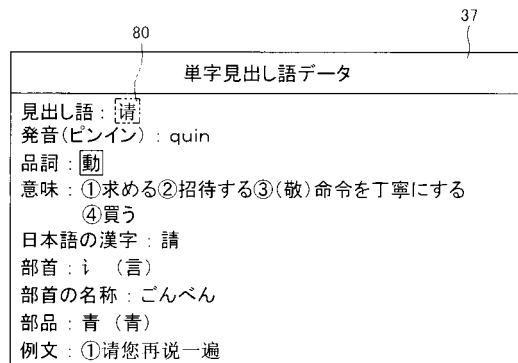 80
37
単字見出し語データ
見出し語：请
発音(ピンイン)：quin
品詞：動
意味：①求める②招待する③(敬)命令を丁寧にする
④買う
日本語の漢字：請
部首：讠 (言)
部首の名称：ごんべん
部品：青 (青)
例文：①请您再说一遍